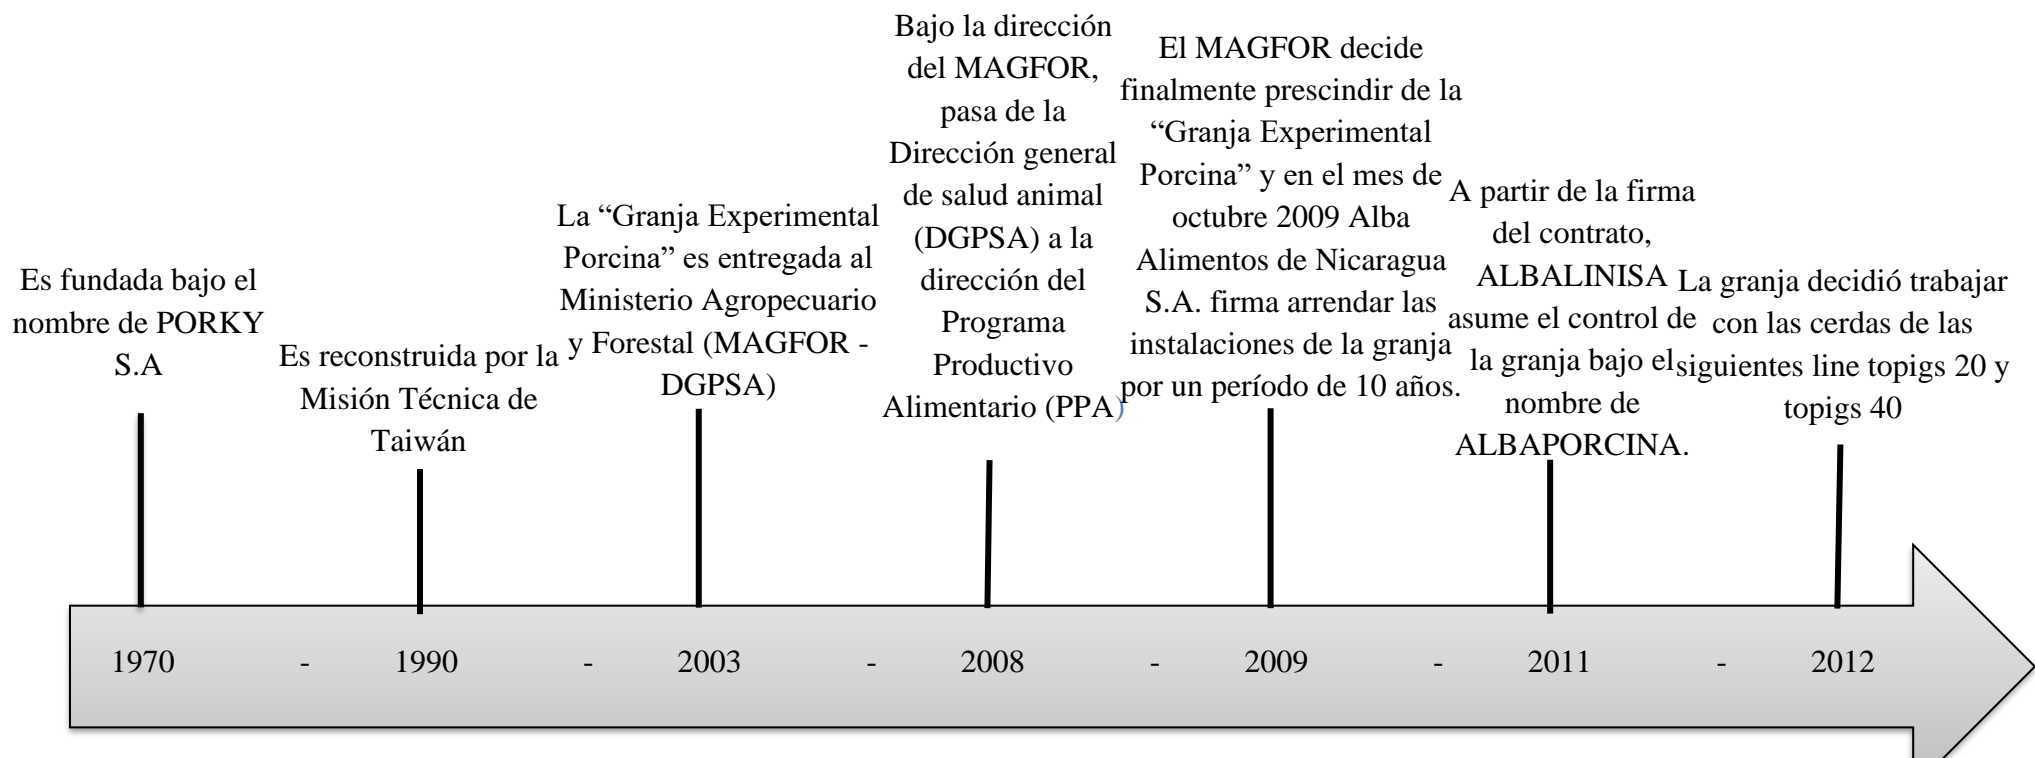 Es fundada bajo el
nombre de PORKY
S.A
Es reconstruida por la
Misión Técnica de
Taiwán
La “Granja Experimental
Porcina” es entregada al
Ministerio Agropecuario
y Forestal (MAGFOR -
DGPSA)
Bajo la dirección
del MAGFOR,
pasa de la
Dirección general
de salud animal
(DGPSA) a la
dirección del
Programa
Productivo
Alimentario (PPA)
El MAGFOR decide
finalmente prescindir de la
“Granja Experimental
Porcina” y en el mes de
octubre 2009 Alba
Alimentos de Nicaragua
S.A. firma arrendar las
instalaciones de la granja
por un período de 10 años.
A partir de la firma
del contrato,
ALBALINISA
asume el control de
la granja bajo el
nombre de
ALBAPORCINA.
La granja decidió trabajar
con las cerdas de las
siguientes line topigs 20 y
topigs 40
1970 - 1990 - 2003 - 2008 - 2009 - 2011 - 2012